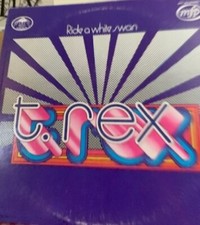 Ride a white swan
mfp
t. rex